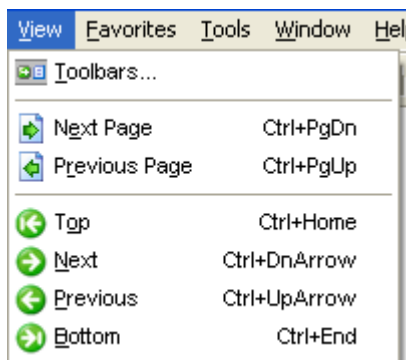 View Favorites Tools Window Hel
Toolbars...
Next Page Ctrl+PgDn
Previous Page Ctrl+PgUp
Top Ctrl+Home
Next Ctrl+DnArrow
Previous Ctrl+UpArrow
Bottom Ctrl+End